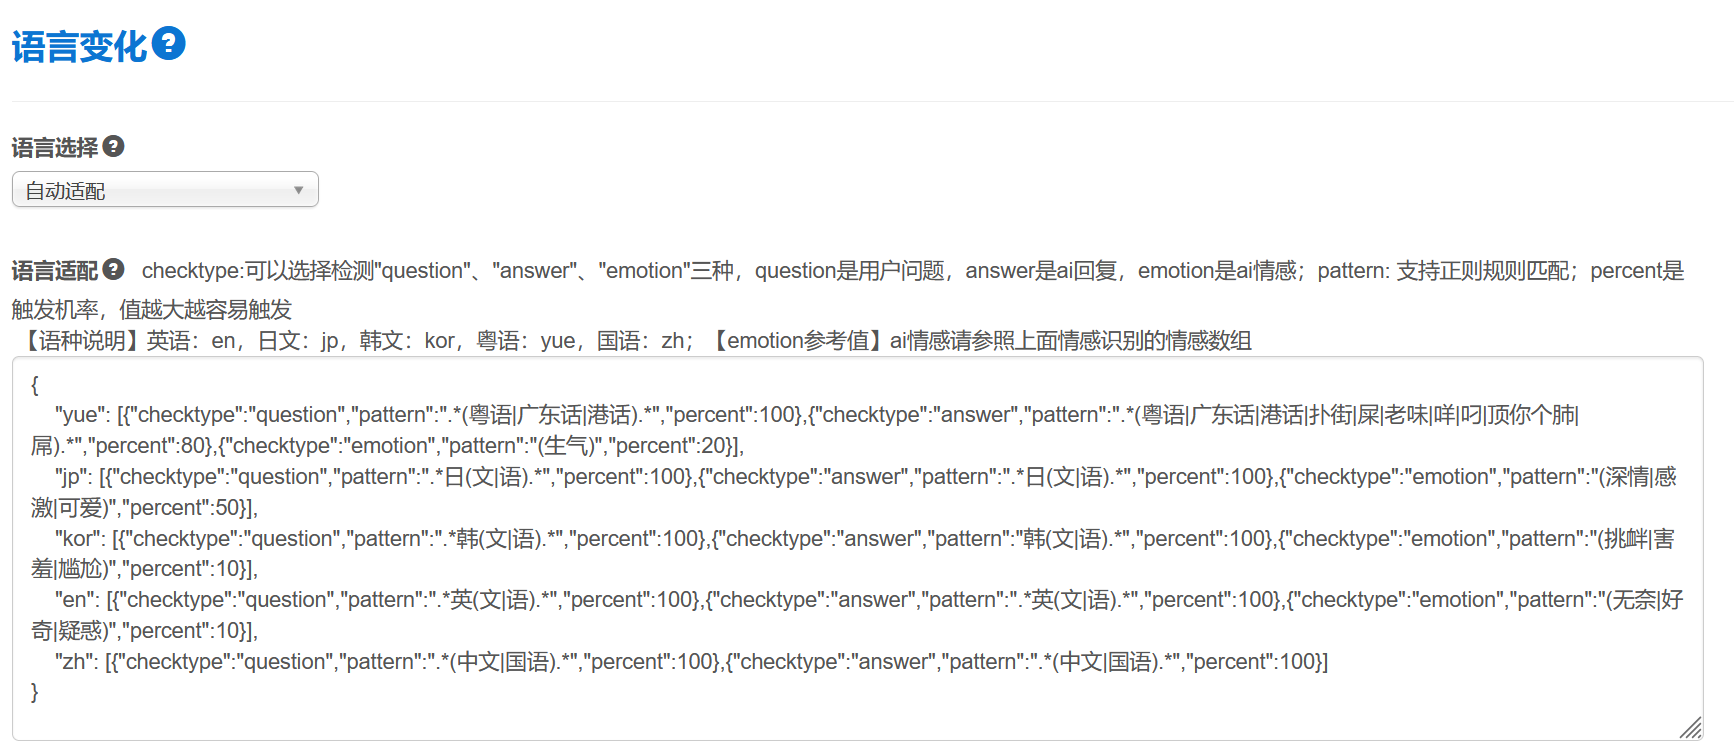 语言变化?
语言选择?
自动适配
语言适配? checktype:可以选择检测"question"、"answer"、"emotion"三种，question是用户问题，answer是ai回复，emotion是ai情感；pattern: 支持正则规则匹配；percent是
触发机率，值越大越容易触发
【语种说明】英语：en，日文：jp，韩文：kor，粤语：yue，国语：zh；【emotion参考值】ai情感请参照上面情感识别的情感数组
{
"yue": [{"checktype":"question","pattern":".*(粤语|广东话|港话).*","percent":100},{"checktype":"answer","pattern":".*(粤语|广东话|港话|扑街|屎|老味|咩|叼|顶你个肺|
屌).*","percent":80},{"checktype":"emotion","pattern":"(生气)","percent":20}],
"jp": [{"checktype":"question","pattern":".*日(文|语).*","percent":100},{"checktype":"answer","pattern":".*日(文|语).*","percent":100},{"checktype":"emotion","pattern":"(深情|感
激|可爱)","percent":50}],
"kor": [{"checktype":"question","pattern":".*韩(文|语).*","percent":100},{"checktype":"answer","pattern":"韩(文|语).*","percent":100},{"checktype":"emotion","pattern":"(挑衅|害
羞|尴尬)","percent":10}],
"en": [{"checktype":"question","pattern":".*英(文|语).*","percent":100},{"checktype":"answer","pattern":".*英(文|语).*","percent":100},{"checktype":"emotion","pattern":"(无奈|好
奇|疑惑)","percent":10}],
"zh": [{"checktype":"question","pattern":".*(中文|国语).*","percent":100},{"checktype":"answer","pattern":".*(中文|国语).*","percent":100}]
}